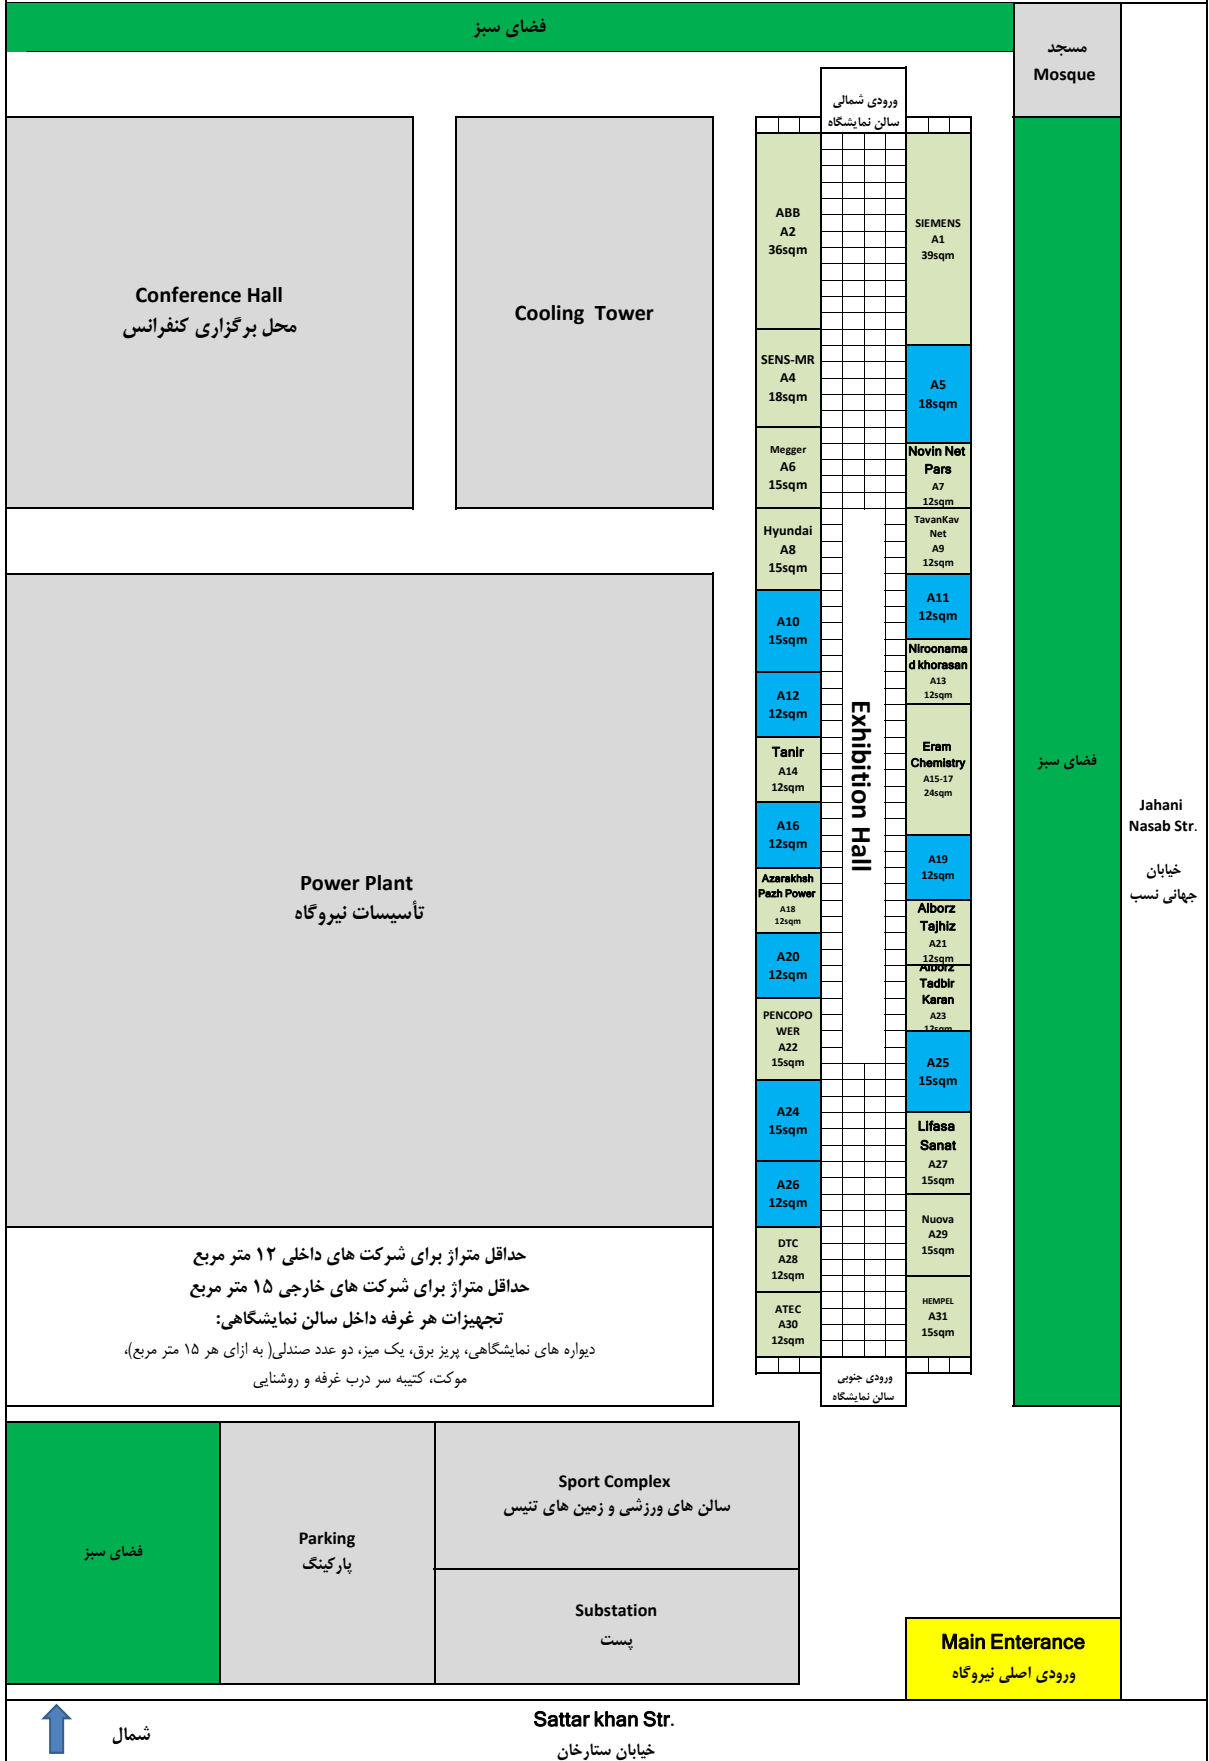 فضای سبز
مسجد
Mosque
ورودی شمالی
سالن نمایشگاه
Conference Hall
محل برگزاری کنفرانس
Cooling Tower
ABB
A2
36sqm
SENS-MR
A4
18sqm
Megger
A6
15sqm
Hyundai
A8
15sqm
A10
15sqm
A12
12sqm
Tanir
A14
12sqm
A16
12sqm
Azarakhsh
Pazh Power
A18
12sqm
A20
12sqm
PENCOPO
WER
A22
15sqm
A24
15sqm
A26
12sqm
DTC
A28
12sqm
ATEC
A30
12sqm
Exhibition Hall
SIEMENS
A1
39sqm
A5
18sqm
Novin Net
Pars
A7
12sqm
TavanKav
Net
A9
12sqm
A11
12sqm
Niroonama
d khorasan
A13
12sqm
Eram
Chemistry
A15-17
24sqm
A19
12sqm
Alborz
Tajhiz
A21
12sqm
Alborz
Tadbir
Karan
A23
12sqm
A25
15sqm
Lifasa
Sanat
A27
15sqm
Nuova
A29
15sqm
HEMPEL
A31
15sqm
ورودی جنوبی
سالن نمایشگاه
فضای سبز
Jahani
Nasab Str.
خیابان
جهانی نسب
Power Plant
تأسیسات نیروگاه
حداقل متراژ برای شرکت های داخلی ۱۲ متر مربع
حداقل متراژ برای شرکت های خارجی ۱۵ متر مربع
تجهیزات هر غرفه داخل سالن نمایشگاهی:
دیواره های نمایشگاهی، پریز برق، یک میز، دو عدد صندلی( به ازای هر ۱۵ متر مربع)،
موکت، کتیبه سر درب غرفه و روشنایی
فضای سبز
Parking
پارکینگ
Sport Complex
سالن های ورزشی و زمین های تنیس
Substation
پست
Main Enterance
ورودی اصلی نیروگاه
شمال
Sattar khan Str.
خیابان ستارخان